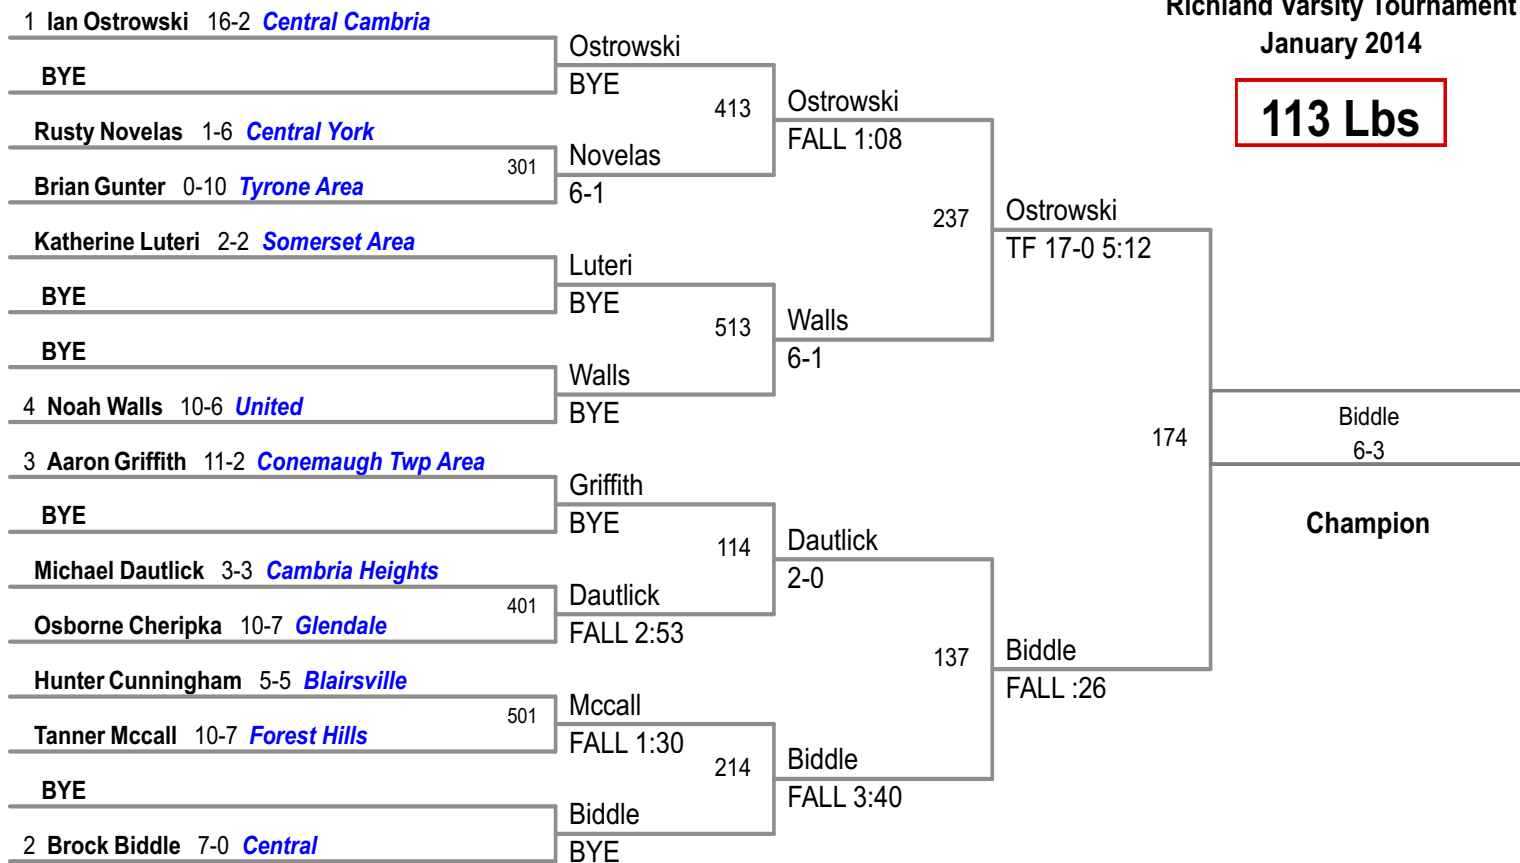 Richland Varsity Tournament
January 2014
113 Lbs
1 Ian Ostrowski 16-2 Central Cambria
BYE
Rusty Novelas 1-6 Central York
Brian Gunter 0-10 Tyrone Area
Katherine Luteri 2-2 Somerset Area
BYE
BYE
4 Noah Walls 10-6 United
3 Aaron Griffith 11-2 Conemaugh Twp Area
BYE
Michael Dautlick 3-3 Cambria Heights
Osborne Cheripka 10-7 Glendale
Hunter Cunningham 5-5 Blairsville
Tanner Mccall 10-7 Forest Hills
BYE
2 Brock Biddle 7-0 Central
Ostrowski
BYE
301
Novelas
6-1
Luteri
BYE
Walls
BYE
Griffith
BYE
401
Dautlick
FALL 2:53
501
Mccall
FALL 1:30
Biddle
BYE
413
Ostrowski
FALL 1:08
513
Walls
6-1
114
Dautlick
2-0
214
Biddle
FALL 3:40
237
Ostrowski
TF 17-0 5:12
137
Biddle
FALL :26
174
Biddle
6-3
Champion